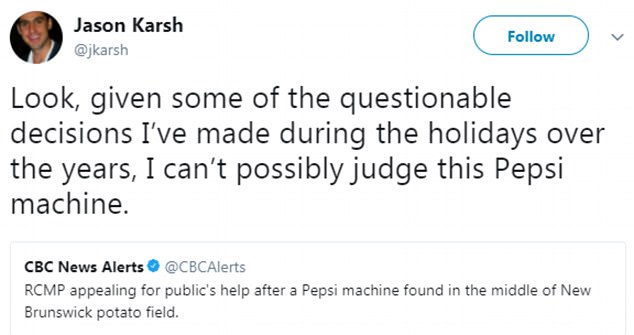 Jason Karsh
@jkarsh
Follow
Look, given some of the questionable
decisions I’ve made during the holidays over
the years, I can’t possibly judge this Pepsi
machine.
CBC News Alerts @CBCAlerts
RCMP appealing for public's help after a Pepsi machine found in the middle of New
Brunswick potato field.